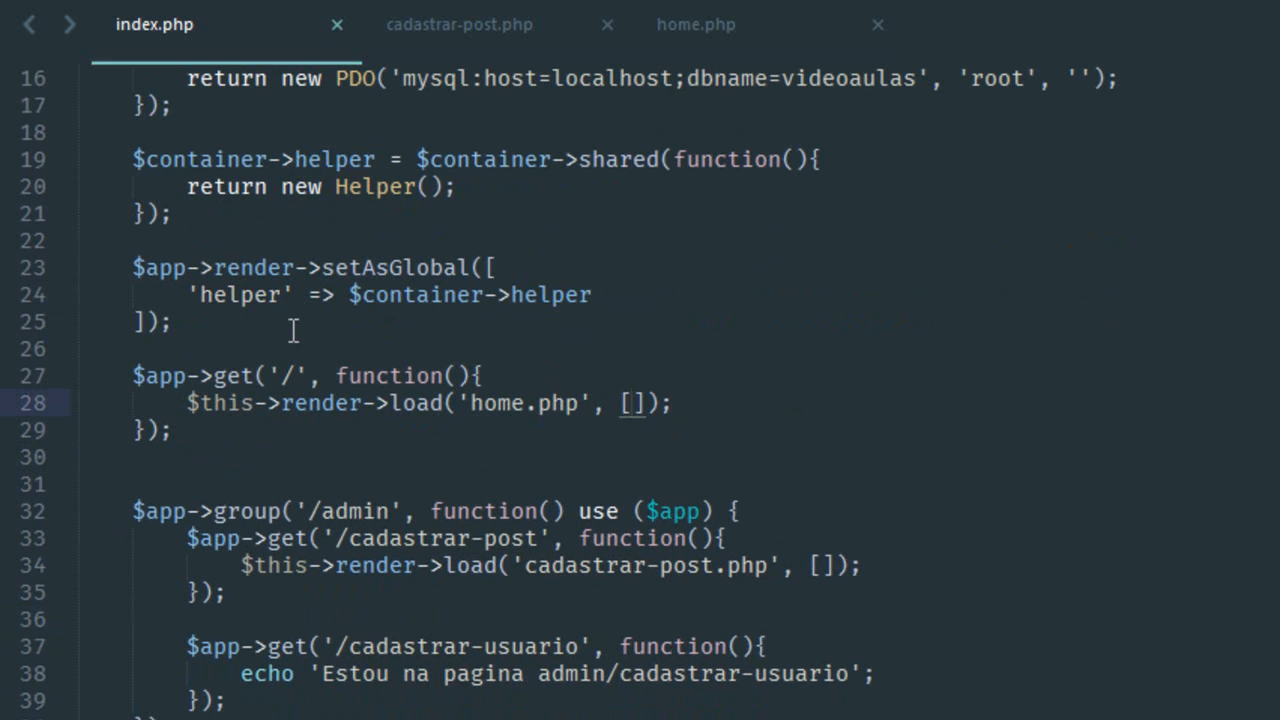 index.php × cadastrar-post.php × home.php ×
16 return new PDO('mysql:host=localhost;dbname=videoaulas', 'root', '');
17 });
18
19 $container->helper = $container->shared(function(){
20 return new Helper();
21 });
22
23 $app->render->setAsGlobal([
24 'helper' => $container->helper
25 ]);
26
27 $app->get('/', function(){
28 $this->render->load('home.php', []);
29 });
30
31
32 $app->group('/admin', function() use ($app) {
33 $app->get('/cadastrar-post', function(){
34 $this->render->load('cadastrar-post.php', []);
35 });
36
37 $app->get('/cadastrar-usuario', function(){
38 echo 'Estou na pagina admin/cadastrar-usuario';
39 });